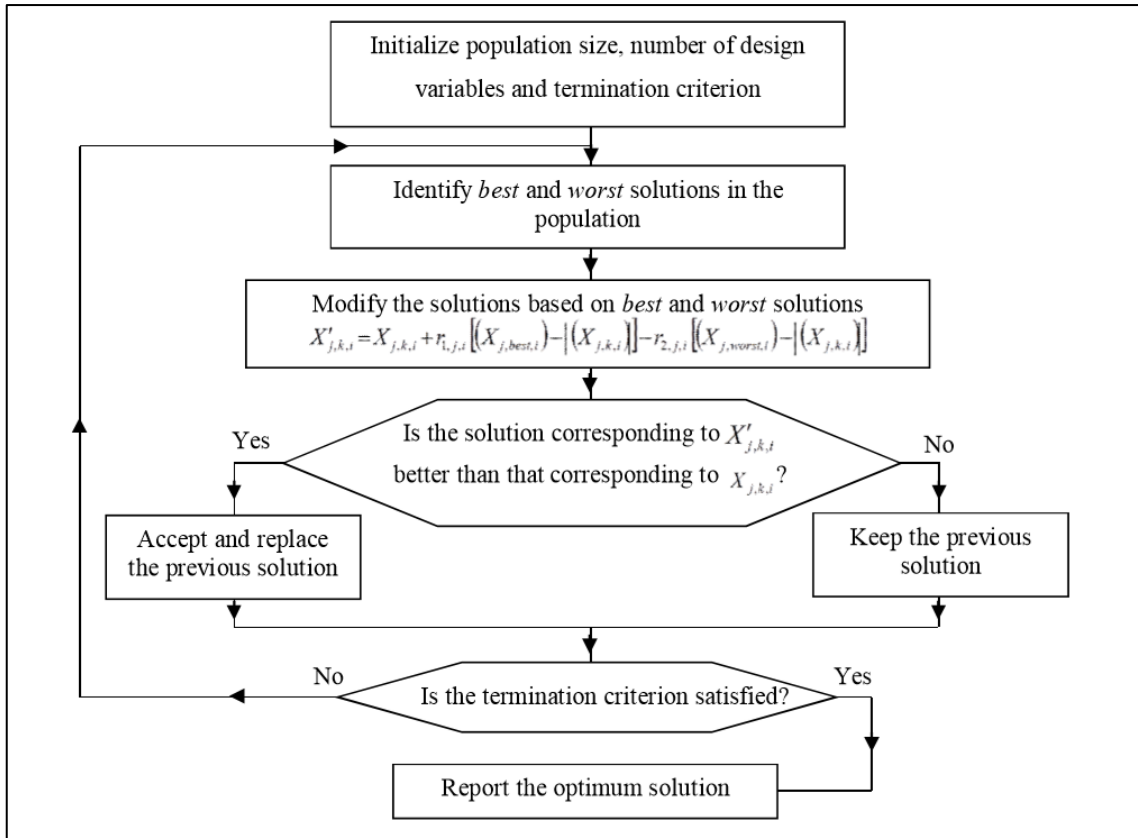 Initialize population size, number of design
variables and termination criterion
Identify best and worst solutions in the
population
Modify the solutions based on best and worst solutions
X′j,k,i = Xj,k,i + r1,j,i [(Xj,best,i) − |(Xj,k,i)|] − r2,j,i [(Xj,worst,i) − |(Xj,k,i)|]
Yes
Is the solution corresponding to X′j,k,i
No
better than that corresponding to Xj,k,i?
Accept and replace
the previous solution
Keep the previous
solution
No
Is the termination criterion satisfied?
Yes
Report the optimum solution